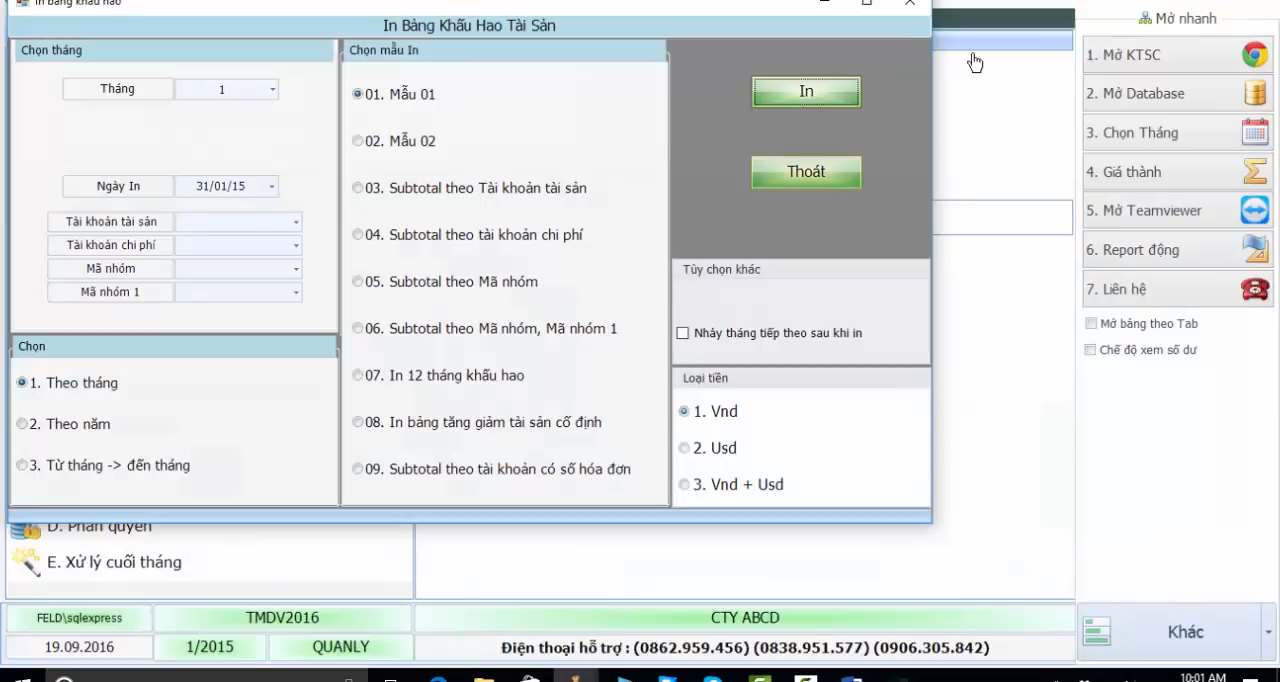 In bảng khấu hao
In Bảng Khấu Hao Tài Sản
Chọn tháng
Tháng
1
Ngày In
31/01/15
Tài khoản tài sản
Tài khoản chi phí
Mã nhóm
Mã nhóm 1
Chọn
1. Theo tháng
2. Theo năm
3. Từ tháng -> đến tháng
Chọn mẫu In
01. Mẫu 01
02. Mẫu 02
03. Subtotal theo Tài khoản tài sản
04. Subtotal theo tài khoản chi phí
05. Subtotal theo Mã nhóm
06. Subtotal theo Mã nhóm, Mã nhóm 1
07. In 12 tháng khấu hao
08. In bảng tăng giảm tài sản cố định
09. Subtotal theo tài khoản có số hóa đơn
In
Thoát
Tùy chọn khác
Nhảy tháng tiếp theo sau khi in
Loại tiền
1. Vnd
2. Usd
3. Vnd + Usd
Mở nhanh
1. Mở KTSC
2. Mở Database
3. Chọn Tháng
4. Giá thành
5. Mở Teamviewer
6. Report động
7. Liên hệ
Mở bảng theo Tab
Chế độ xem số dư
D. Phân quyền
E. Xử lý cuối tháng
FELD\sqlexpress
TMDV2016
CTY ABCD
19.09.2016
1/2015
QUANLY
Điện thoại hỗ trợ : (0862.959.456) (0838.951.577) (0906.305.842)
Khác
10:01 AM